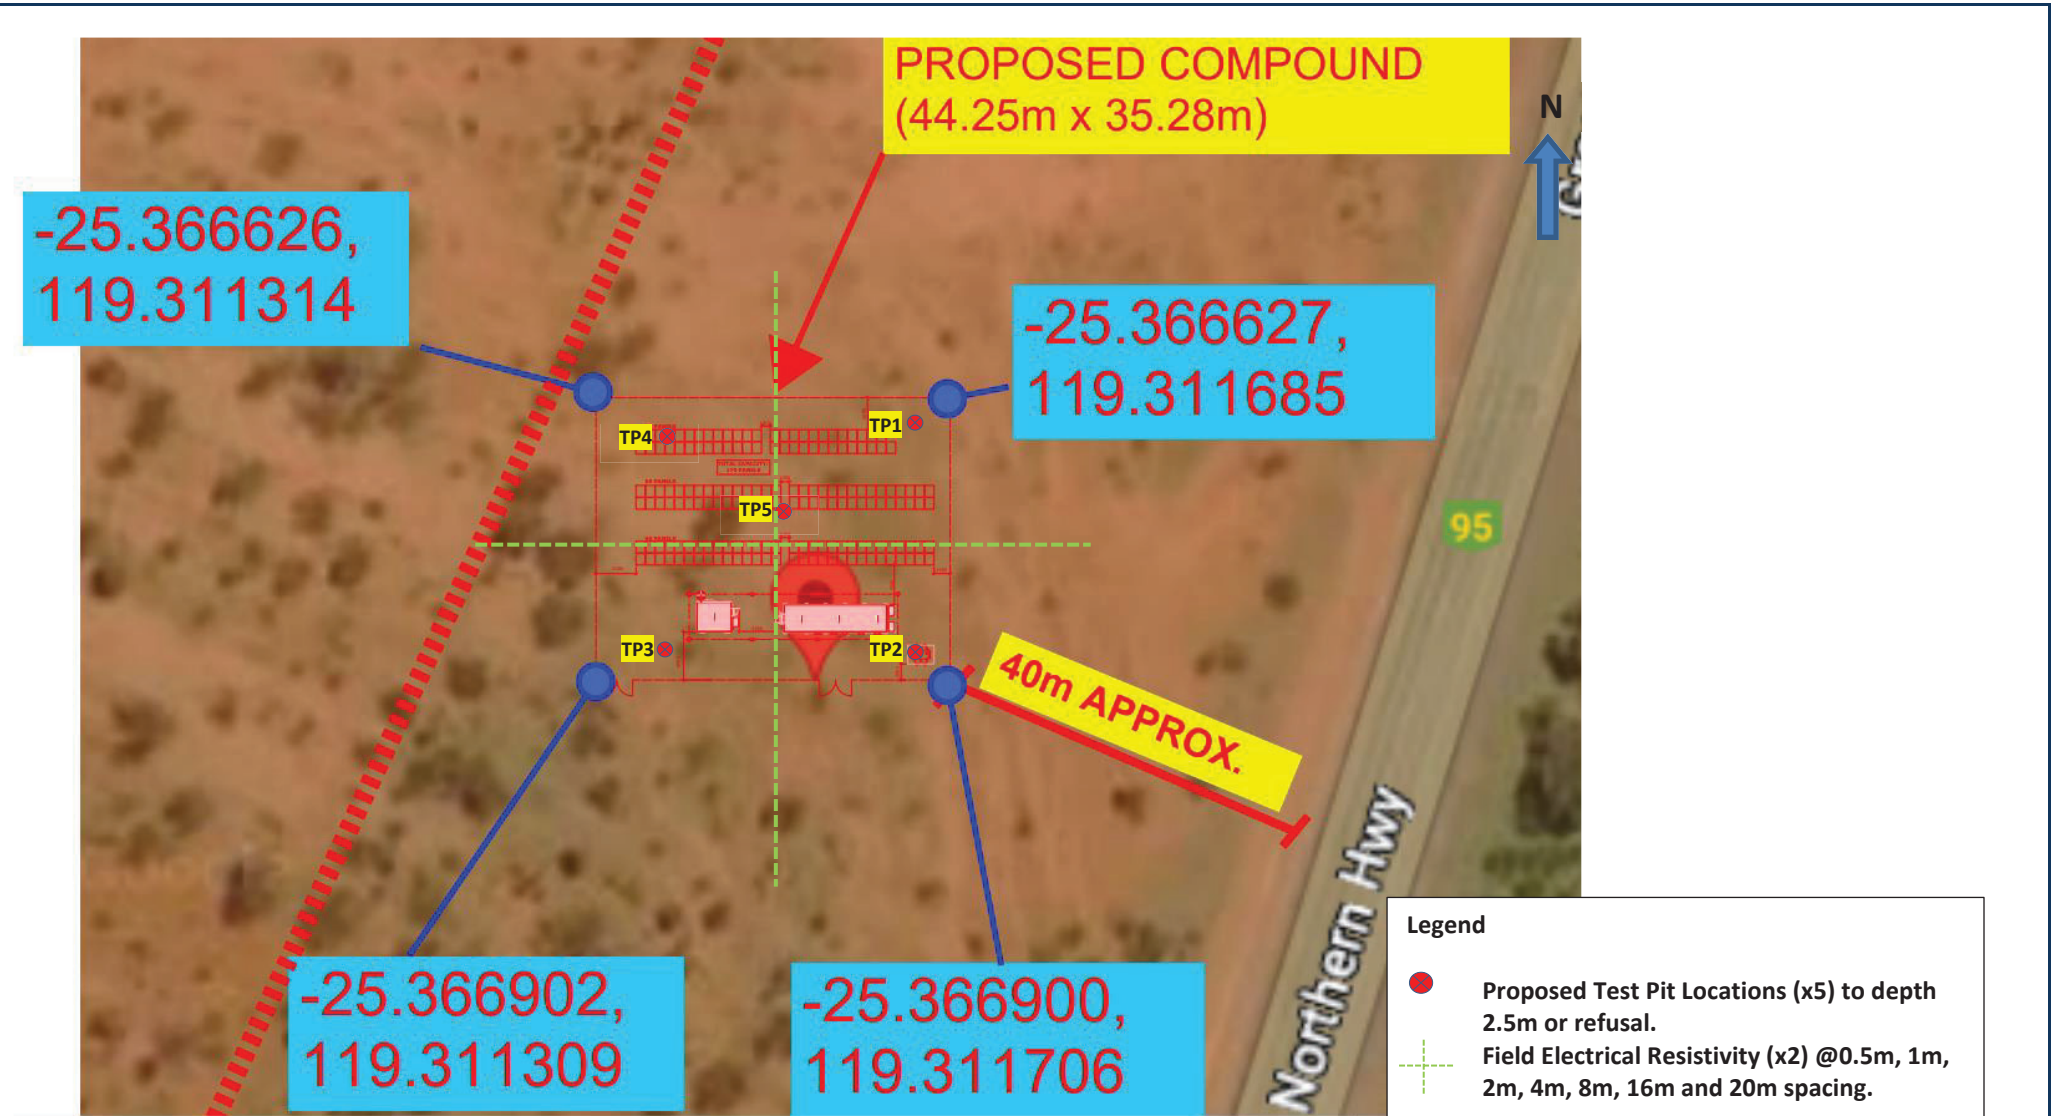 PROPOSED COMPOUND
(44.25m x 35.28m)
N
-25.366626,
119.311314
-25.366627,
119.311685
TP1
TP4
TP5
95
TP3
TP2
40m APPROX.
Northern Hwy
-25.366902,
119.311309
-25.366900,
119.311706
Legend
Proposed Test Pit Locations (x5) to depth
2.5m or refusal.
Field Electrical Resistivity (x2) @0.5m, 1m,
2m, 4m, 8m, 16m and 20m spacing.